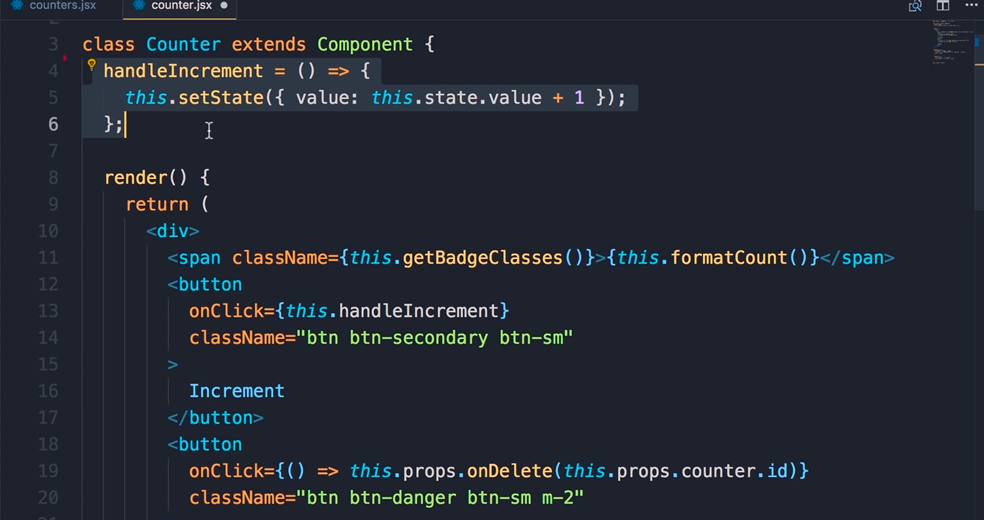 counters.jsx counter.jsx
3 class Counter extends Component {
4 handleIncrement = () => {
5 this.setState({ value: this.state.value + 1 });
6 };
7
8 render() {
9 return (
10 <div>
11 <span className={this.getBadgeClasses()}>{this.formatCount()}</span>
12 <button
13 onClick={this.handleIncrement}
14 className="btn btn-secondary btn-sm"
15 >
16 Increment
17 </button>
18 <button
19 onClick={() => this.props.onDelete(this.props.counter.id)}
20 className="btn btn-danger btn-sm m-2"